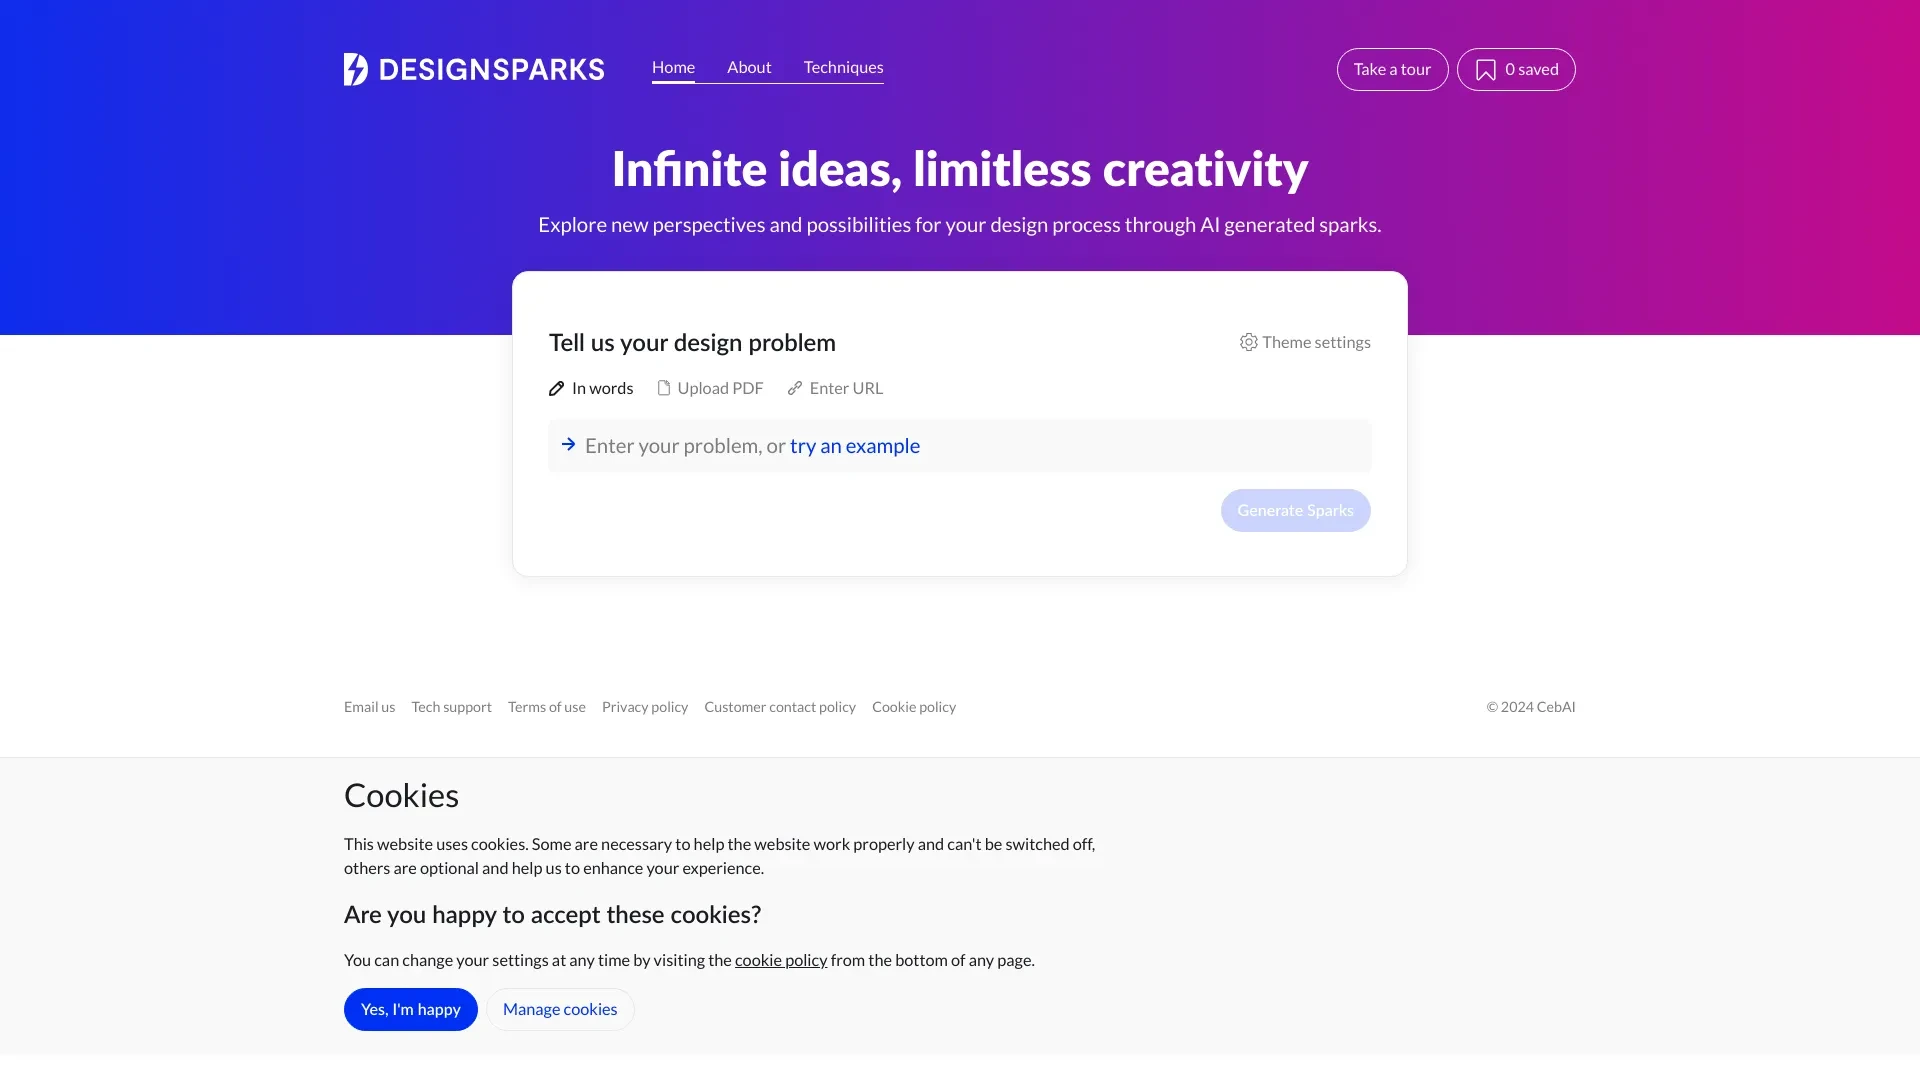 DESIGNSPARKS
Home
About
Techniques
Take a tour
0 saved
Infinite ideas, limitless creativity
Explore new perspectives and possibilities for your design process through AI generated sparks.
Tell us your design problem
Theme settings
In words
Upload PDF
Enter URL
Enter your problem, or try an example
Generate Sparks
Email us
Tech support
Terms of use
Privacy policy
Customer contact policy
Cookie policy
© 2024 CebAI
Cookies
This website uses cookies. Some are necessary to help the website work properly and can't be switched off,
others are optional and help us to enhance your experience.
Are you happy to accept these cookies?
You can change your settings at any time by visiting the cookie policy from the bottom of any page.
Yes, I'm happy
Manage cookies